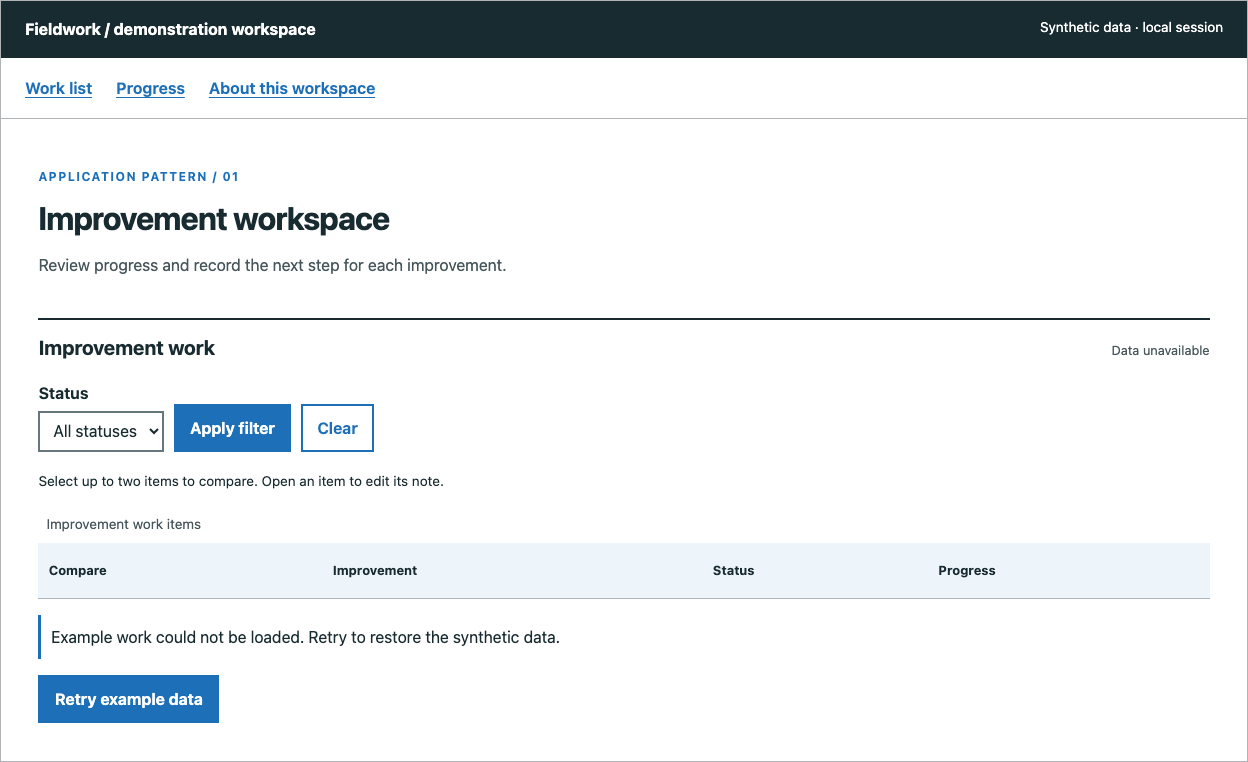 Fieldwork / demonstration workspace
Synthetic data · local session
Work list
Progress
About this workspace
APPLICATION PATTERN / 01
Improvement workspace
Review progress and record the next step for each improvement.
Improvement work
Data unavailable
Status
All statuses
Apply filter
Clear
Select up to two items to compare. Open an item to edit its note.
Improvement work items
Compare
Improvement
Status
Progress
Example work could not be loaded. Retry to restore the synthetic data.
Retry example data